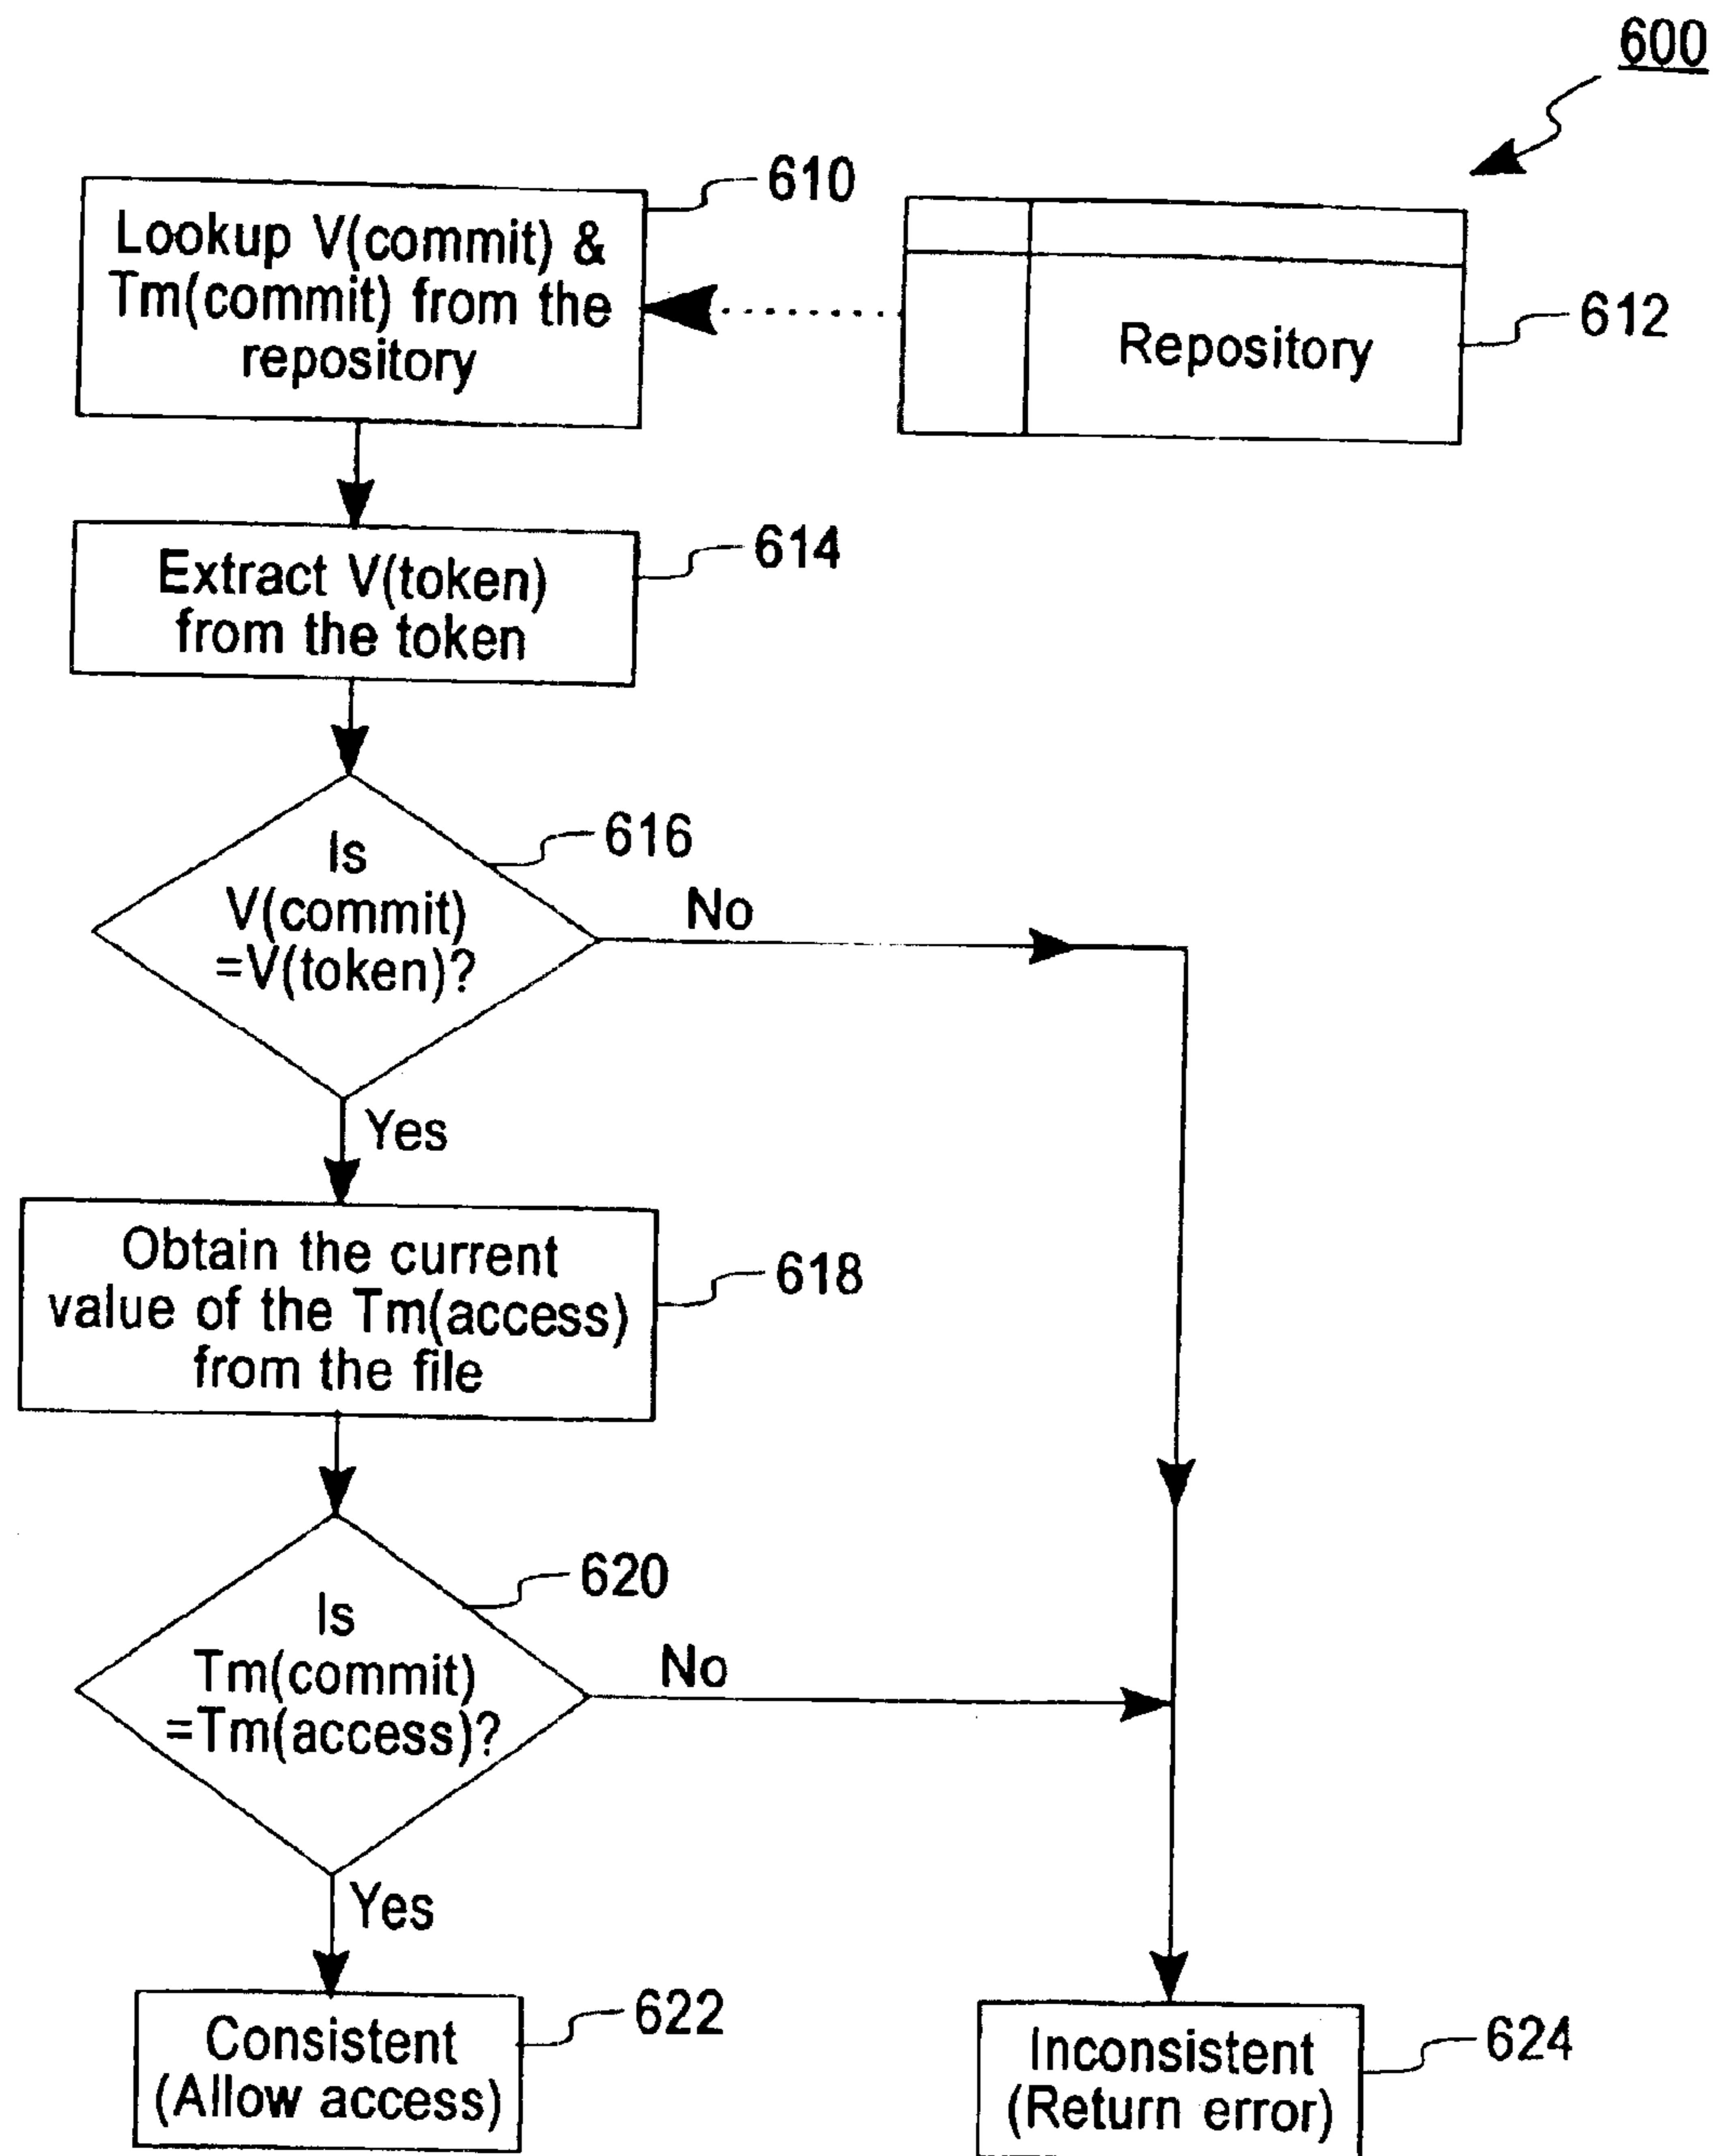 600
610
Lookup V(commit) &
Tm(commit) from the
repository
Repository
612
614
Extract V(token)
from the token
616
Is
V(commit)
=V(token)?
No
Yes
Obtain the current
value of the Tm(access)
from the file
618
620
Is
Tm(commit)
=Tm(access)?
No
Yes
Consistent
(Allow access)
622
Inconsistent
(Return error)
624